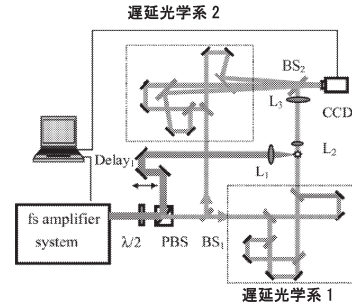 遅延光学系 2
BS2
L3
CCD
Delay1
L1
L2
fs amplifier
system
λ/2
PBS
BS1
遅延光学系 1